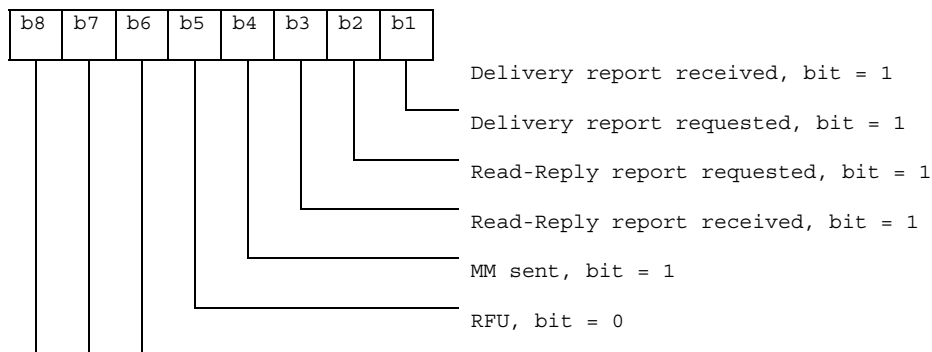 b8 b7 b6 b5 b4 b3 b2 b1
Delivery report received, bit = 1
Delivery report requested, bit = 1
Read-Reply report requested, bit = 1
Read-Reply report received, bit = 1
MM sent, bit = 1
RFU, bit = 0